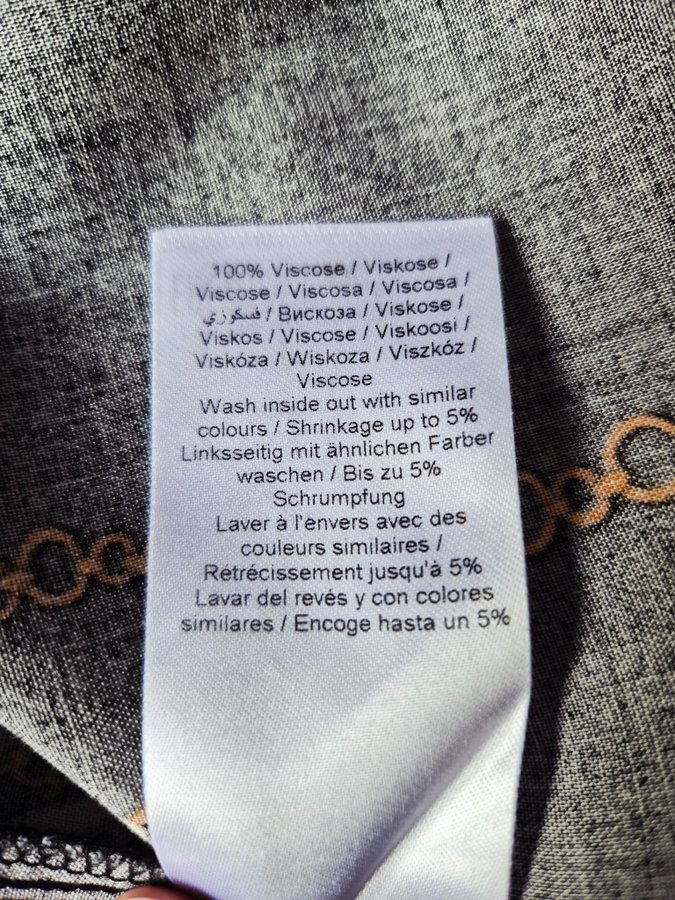 100% Viscose / Viskose /
Viscose / Viscosa / Viscosa /
فسكوزي / Вискоза / Viskose /
Viskos / Viscose / Viskoosi /
Viskóza / Wiskoza / Viszkóz /
Viscose
Wash inside out with similar
colours / Shrinkage up to 5%
Linksseitig mit ähnlichen Farber
waschen / Bis zu 5%
Schrumpfung
Laver à l'envers avec des
couleurs similaires /
Rétrécissement jusqu'à 5%
Lavar del revés y con colores
similares / Encoge hasta un 5%